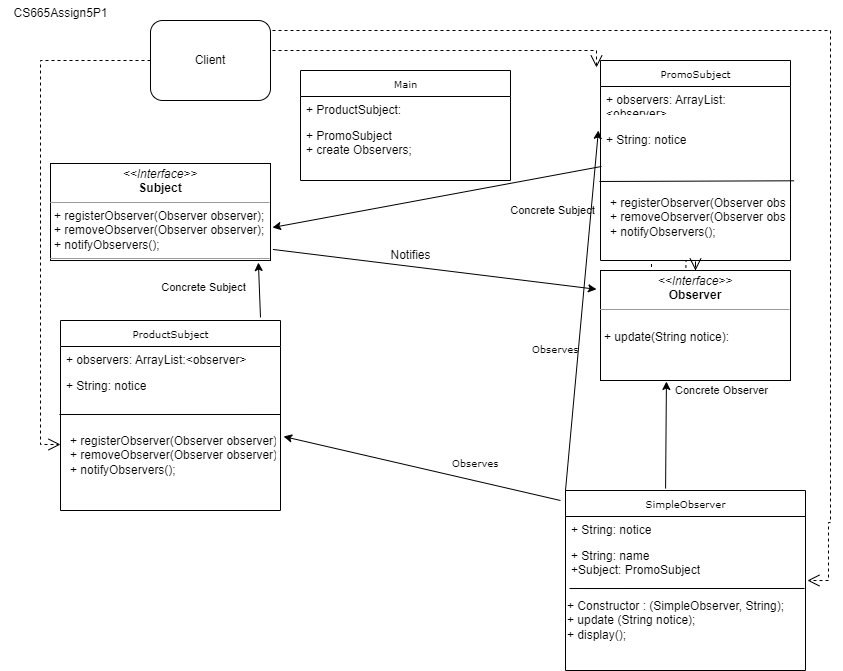 CS665Assign5P1
Client
Main
+ ProductSubject:
+ PromoSubject
+ create Observers;
PromoSubject
+ observers: ArrayList:
<observer>
+ String: notice
+ registerObserver(Observer obs
+ removeObserver(Observer obs
+ notifyObservers();
<<Interface>>
Subject
+ registerObserver(Observer observer);
+ removeObserver(Observer observer);
+ notifyObservers();
Concrete Subject
Notifies
<<Interface>>
Observer
+ update(String notice):
Concrete Subject
ProductSubject
+ observers: ArrayList:<observer>
+ String: notice
+ registerObserver(Observer observer)
+ removeObserver(Observer observer)
+ notifyObservers();
Observes
Concrete Observer
Observes
SimpleObserver
+ String: notice
+ String: name
+Subject: PromoSubject
+ Constructor : (SimpleObserver, String);
+ update (String notice);
+ display();